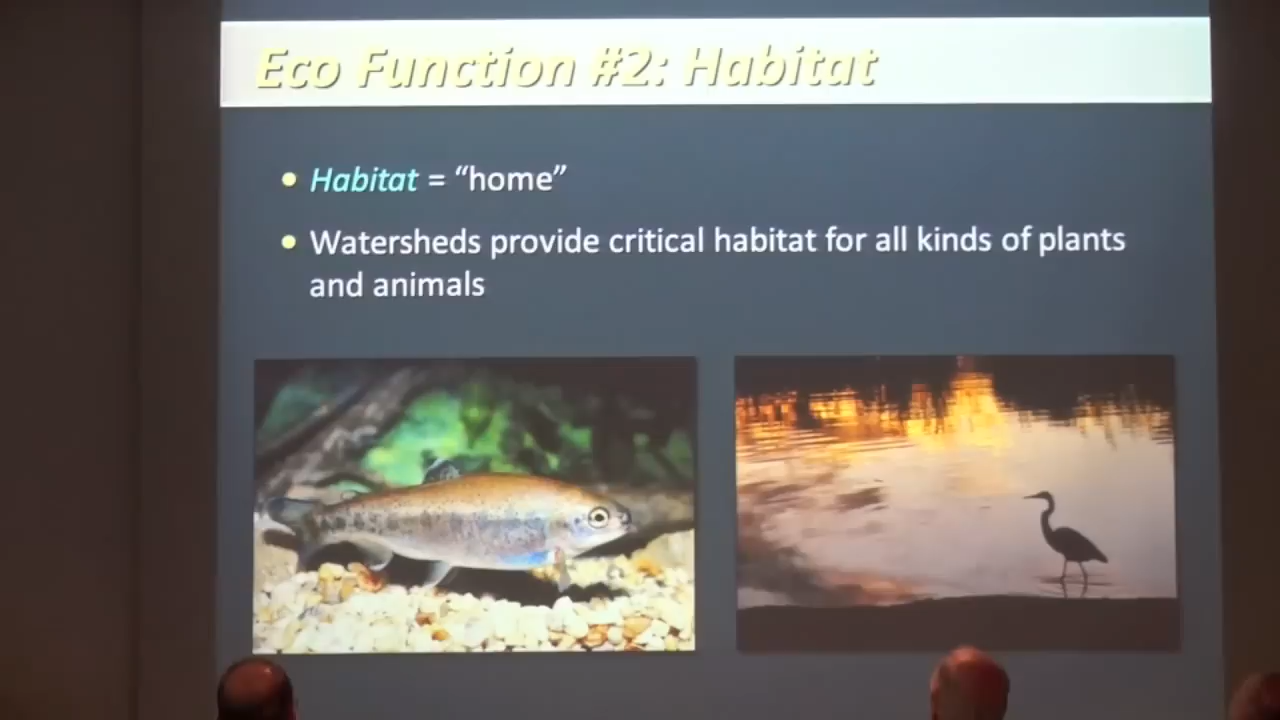 Eco Function #2: Habitat
• Habitat = “home”
• Watersheds provide critical habitat for all kinds of plants
and animals